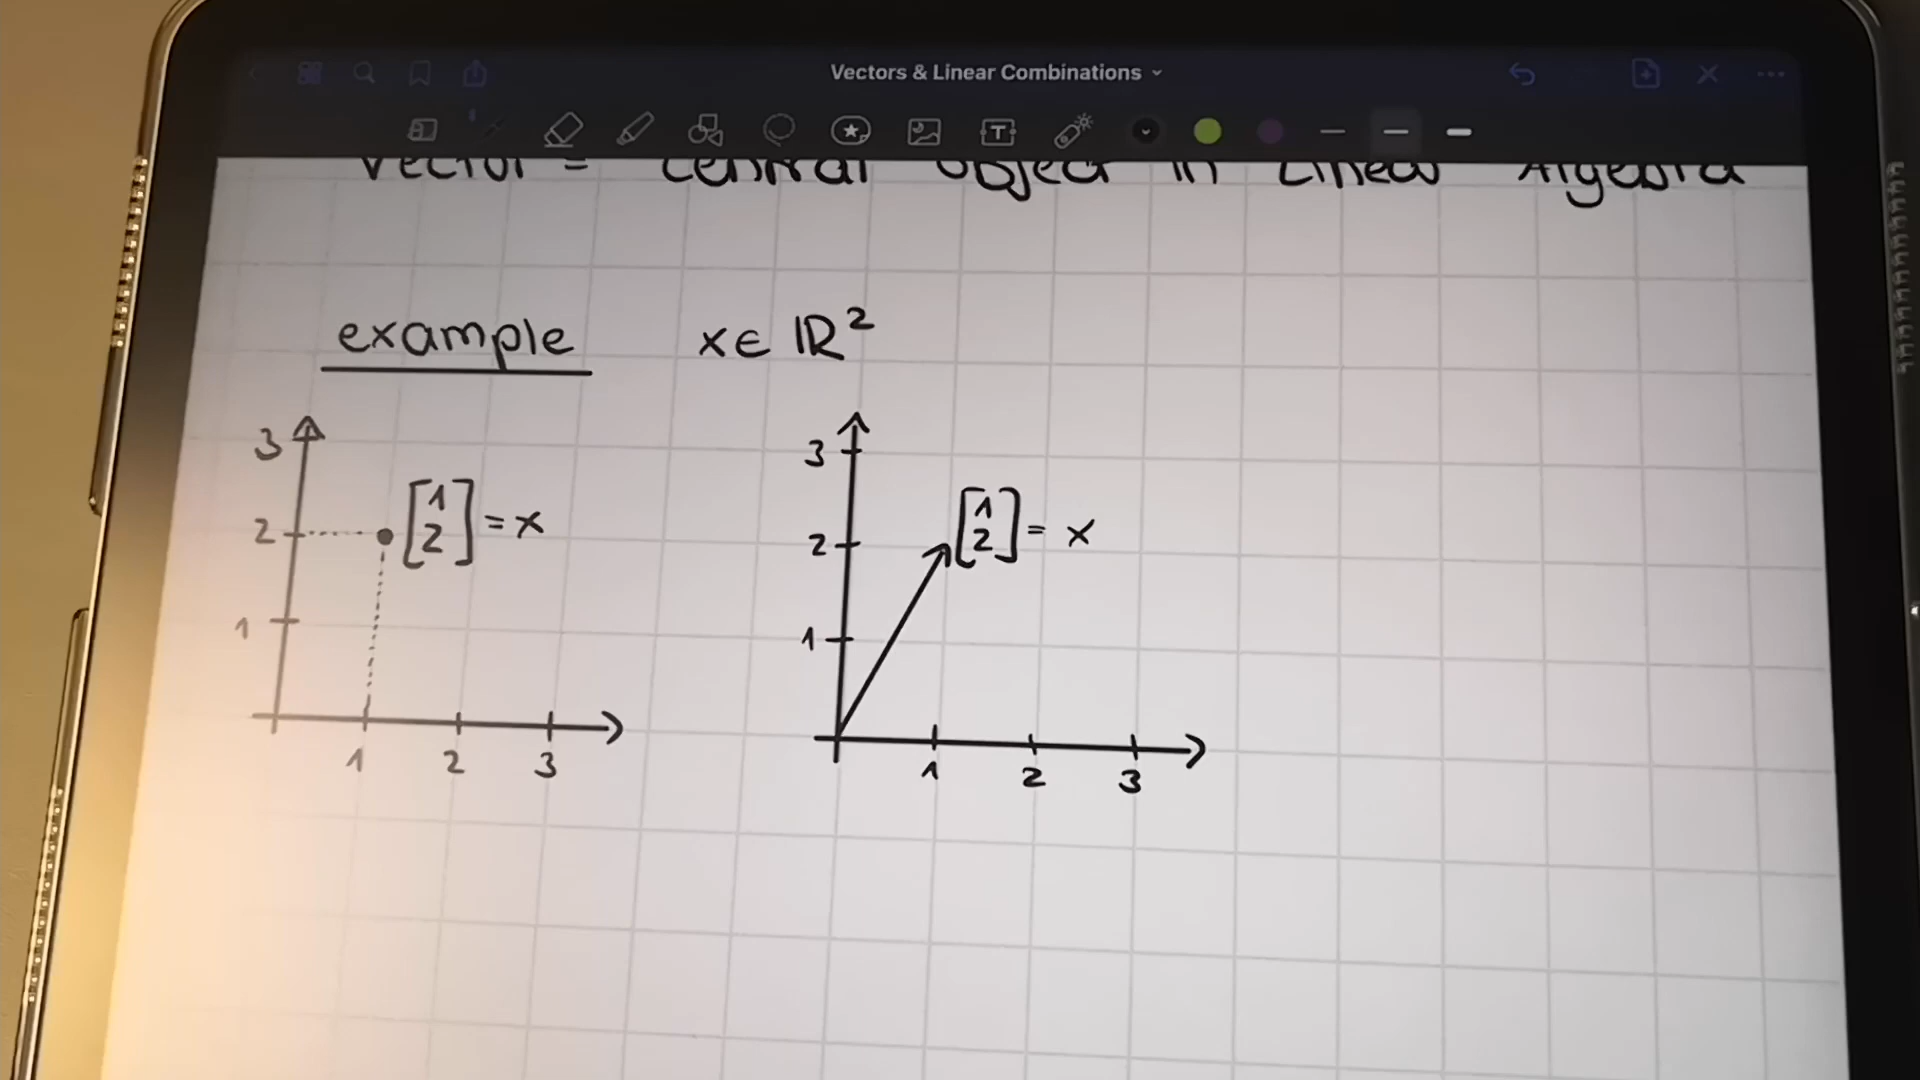 Vectors & Linear Combinations
Vector = Central Object in Linear Algebra
example x ∈ ℝ²
3
2
1
[1 2] = x
1 2 3
3
2
1
[1 2] = x
1 2 3